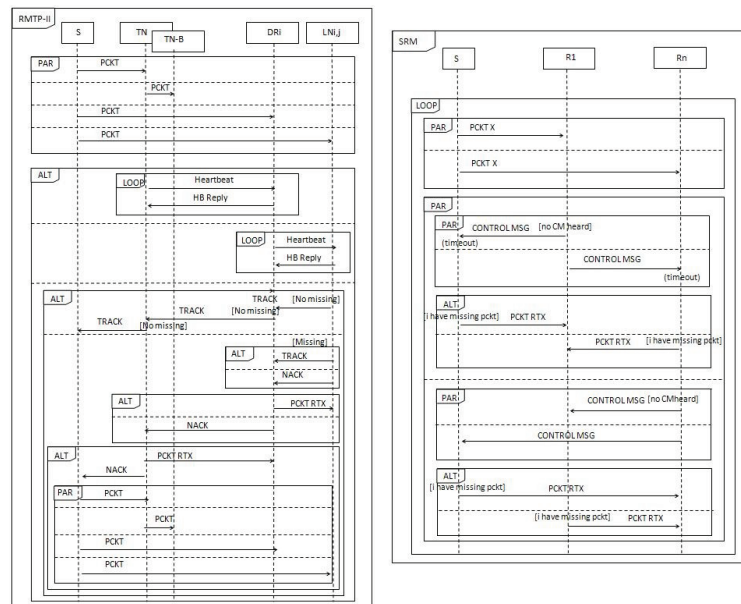 RMTP-II
S TN DRi LNi,j
TN-B
PAR PCKT
PCKT
PCKT
PCKT
ALT
LOOP Heartbeat
HB Reply
LOOP Heartbeat
HB Reply
ALT TRACK [No missing]
TRACK [No missing]
TRACK [No missing]
[Missing]
ALT TRACK
NACK
ALT PCKT RTX
NACK
ALT PCKT RTX
NACK
PAR PCKT
PCKT
PCKT
PCKT
SRM
S R1 Rn
LOOP
PAR PCKT X
PCKT X
PAR
PAR CONTROL MSG [no CM heard]
(timeout)
CONTROL MSG
(timeout)
ALT
[i have missing pckt] PCKT RTX
PCKT RTX [i have missing pckt]
PAR CONTROL MSG [no CM heard]
CONTROL MSG
ALT
[i have missing pckt] PCKT RTX
[i have missing pckt] PCKT RTX